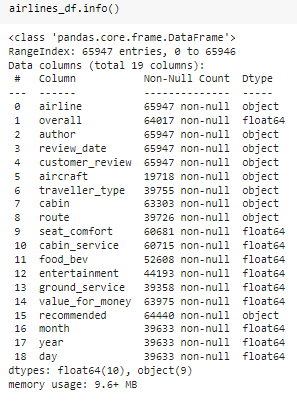 airlines_df.info()
<class 'pandas.core.frame.DataFrame'>
RangeIndex: 65947 entries, 0 to 65946
Data columns (total 19 columns):
 #   Column            Non-Null Count  Dtype
---  ------            --------------  -----
 0   airline           65947 non-null  object
 1   overall           64017 non-null  float64
 2   author            65947 non-null  object
 3   review_date       65947 non-null  object
 4   customer_review   65947 non-null  object
 5   aircraft          19718 non-null  object
 6   traveller_type    39755 non-null  object
 7   cabin             63303 non-null  object
 8   route             39726 non-null  object
 9   seat_comfort      60681 non-null  float64
 10  cabin_service     60715 non-null  float64
 11  food_bev          52608 non-null  float64
 12  entertainment     44193 non-null  float64
 13  ground_service    39358 non-null  float64
 14  value_for_money   63975 non-null  float64
 15  recommended       64440 non-null  object
 16  month             39633 non-null  float64
 17  year              39633 non-null  float64
 18  day               39633 non-null  float64
dtypes: float64(10), object(9)
memory usage: 9.6+ MB